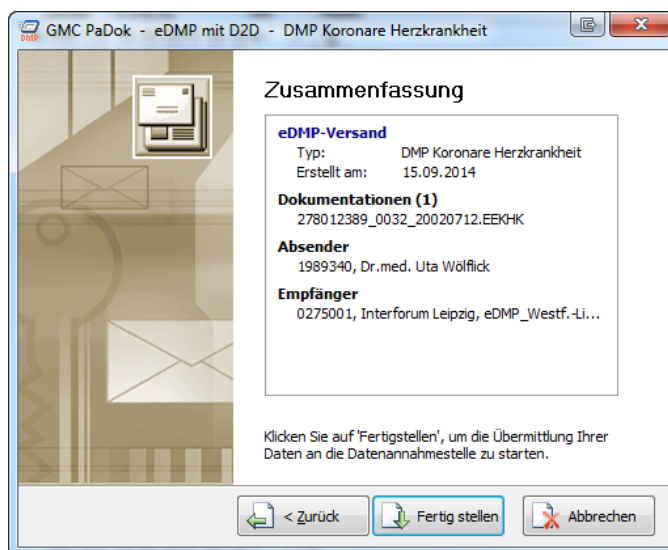 GMC PaDok - eDMP mit D2D - DMP Koronare Herzkrankheit
DMP
Zusammenfassung
eDMP-Versand
Typ: DMP Koronare Herzkrankheit
Erstellt am: 15.09.2014
Dokumentationen (1)
278012389_0032_20020712.EEKHK
Absender
1989340, Dr.med. Uta Wölflick
Empfänger
0275001, Interforum Leipzig, eDMP_Westf.-Li...
Klicken Sie auf 'Fertigstellen', um die Übermittlung Ihrer
Daten an die Datenannahmestelle zu starten.
< Zurück Fertig stellen Abbrechen